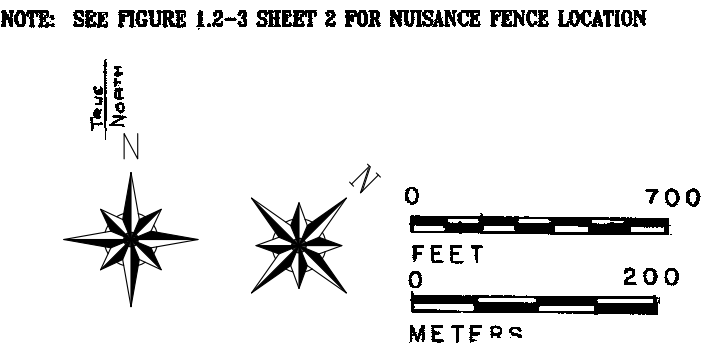 NOTE: SEE FIGURE 1.2-3 SHEET 2 FOR NUISANCE FENCE LOCATION
TRUE
NORTH
N
N
0 700
FEET
0 200
METERS